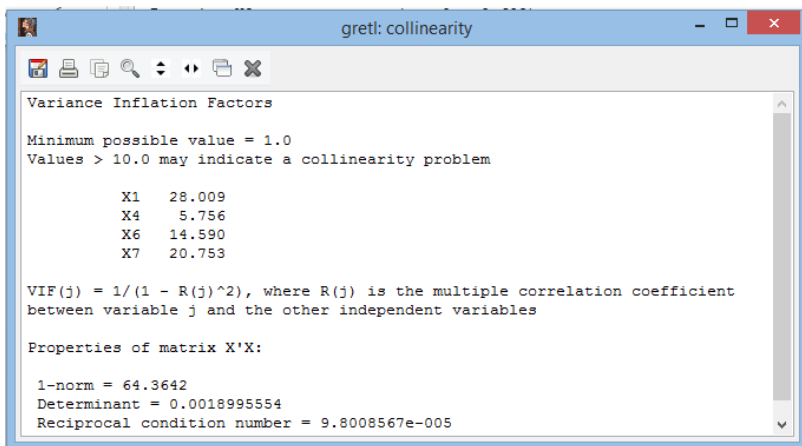 gretl: collinearity
Variance Inflation Factors
Minimum possible value = 1.0
Values > 10.0 may indicate a collinearity problem
X1 28.009
X4 5.756
X6 14.590
X7 20.753
VIF(j) = 1/(1 - R(j)^2), where R(j) is the multiple correlation coefficient
between variable j and the other independent variables
Properties of matrix X'X:
1-norm = 64.3642
Determinant = 0.0018995554
Reciprocal condition number = 9.8008567e-005